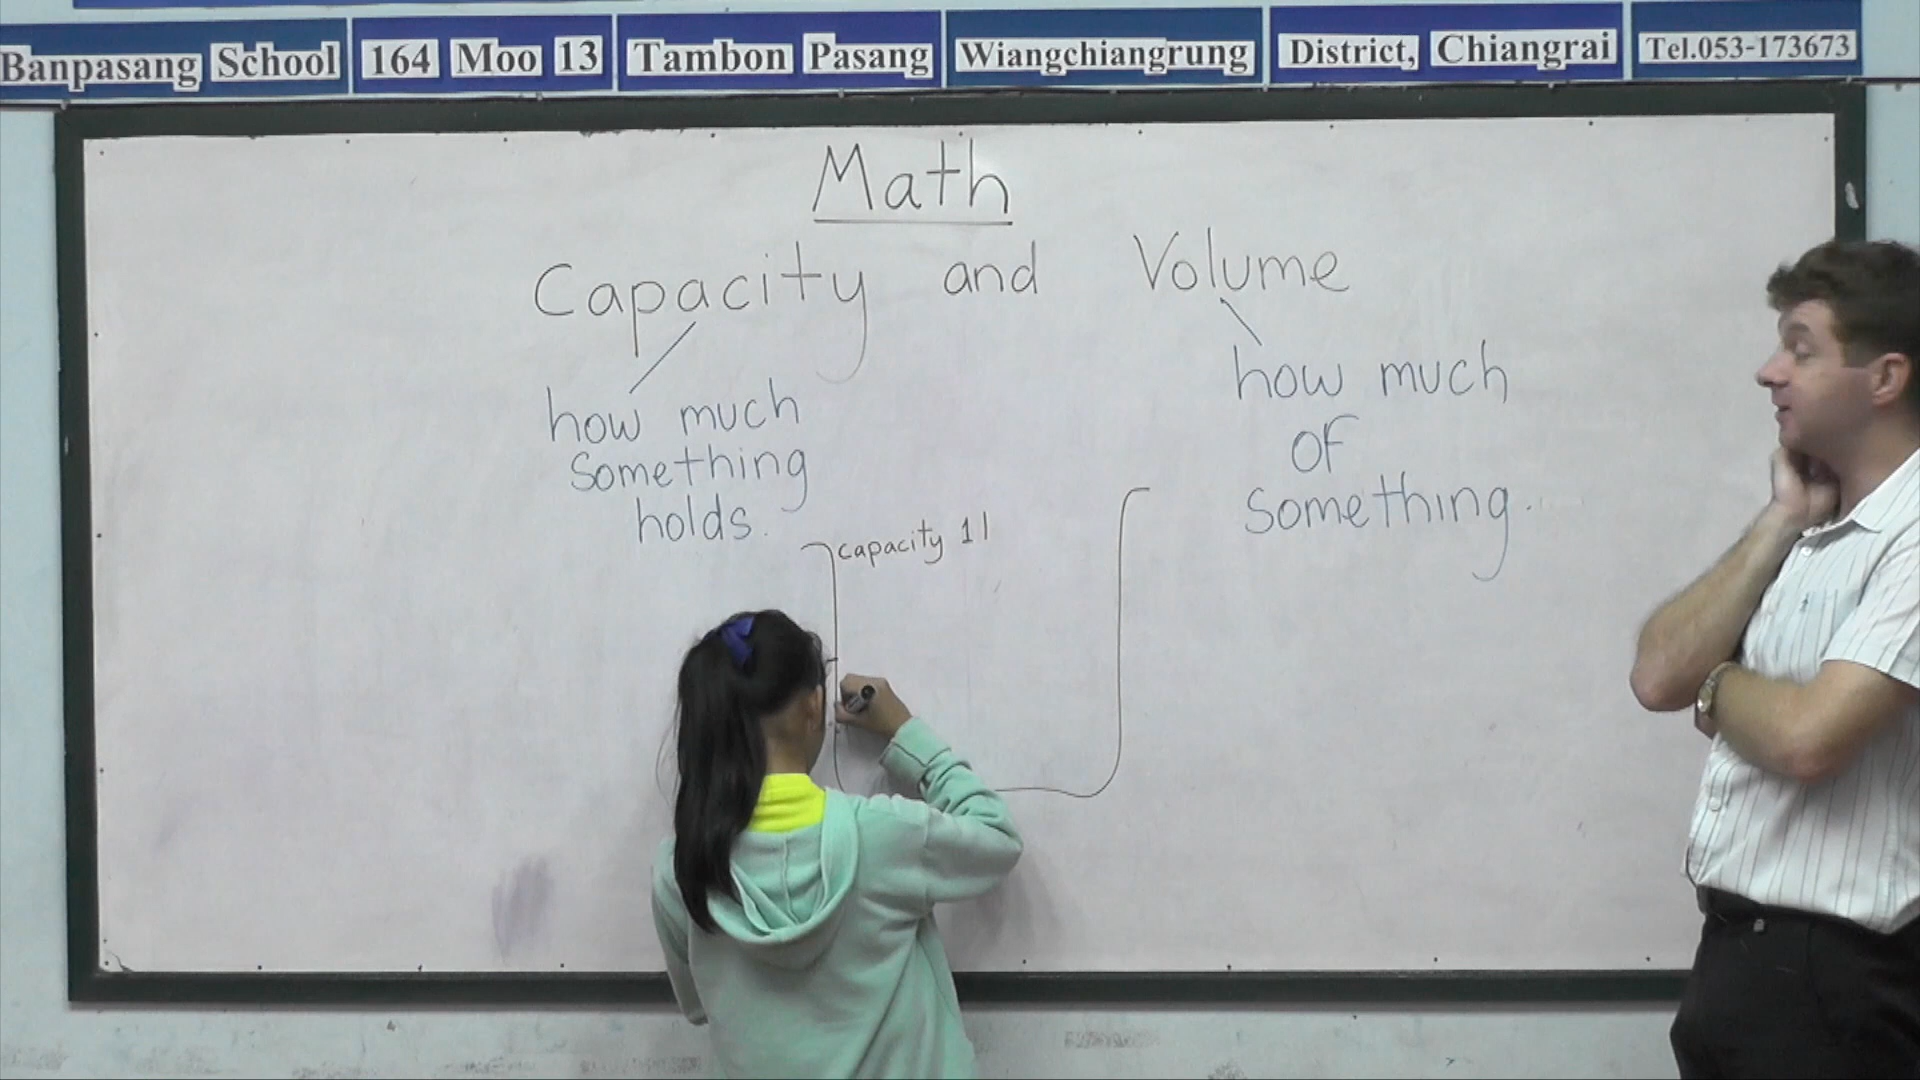 Banpasang School 164 Moo 13 Tambon Pasang Wiangchiangrung District, Chiangrai Tel.053-173673
Math
Capacity and Volume
how much
something
holds.
how much
of
something.
capacity 1l